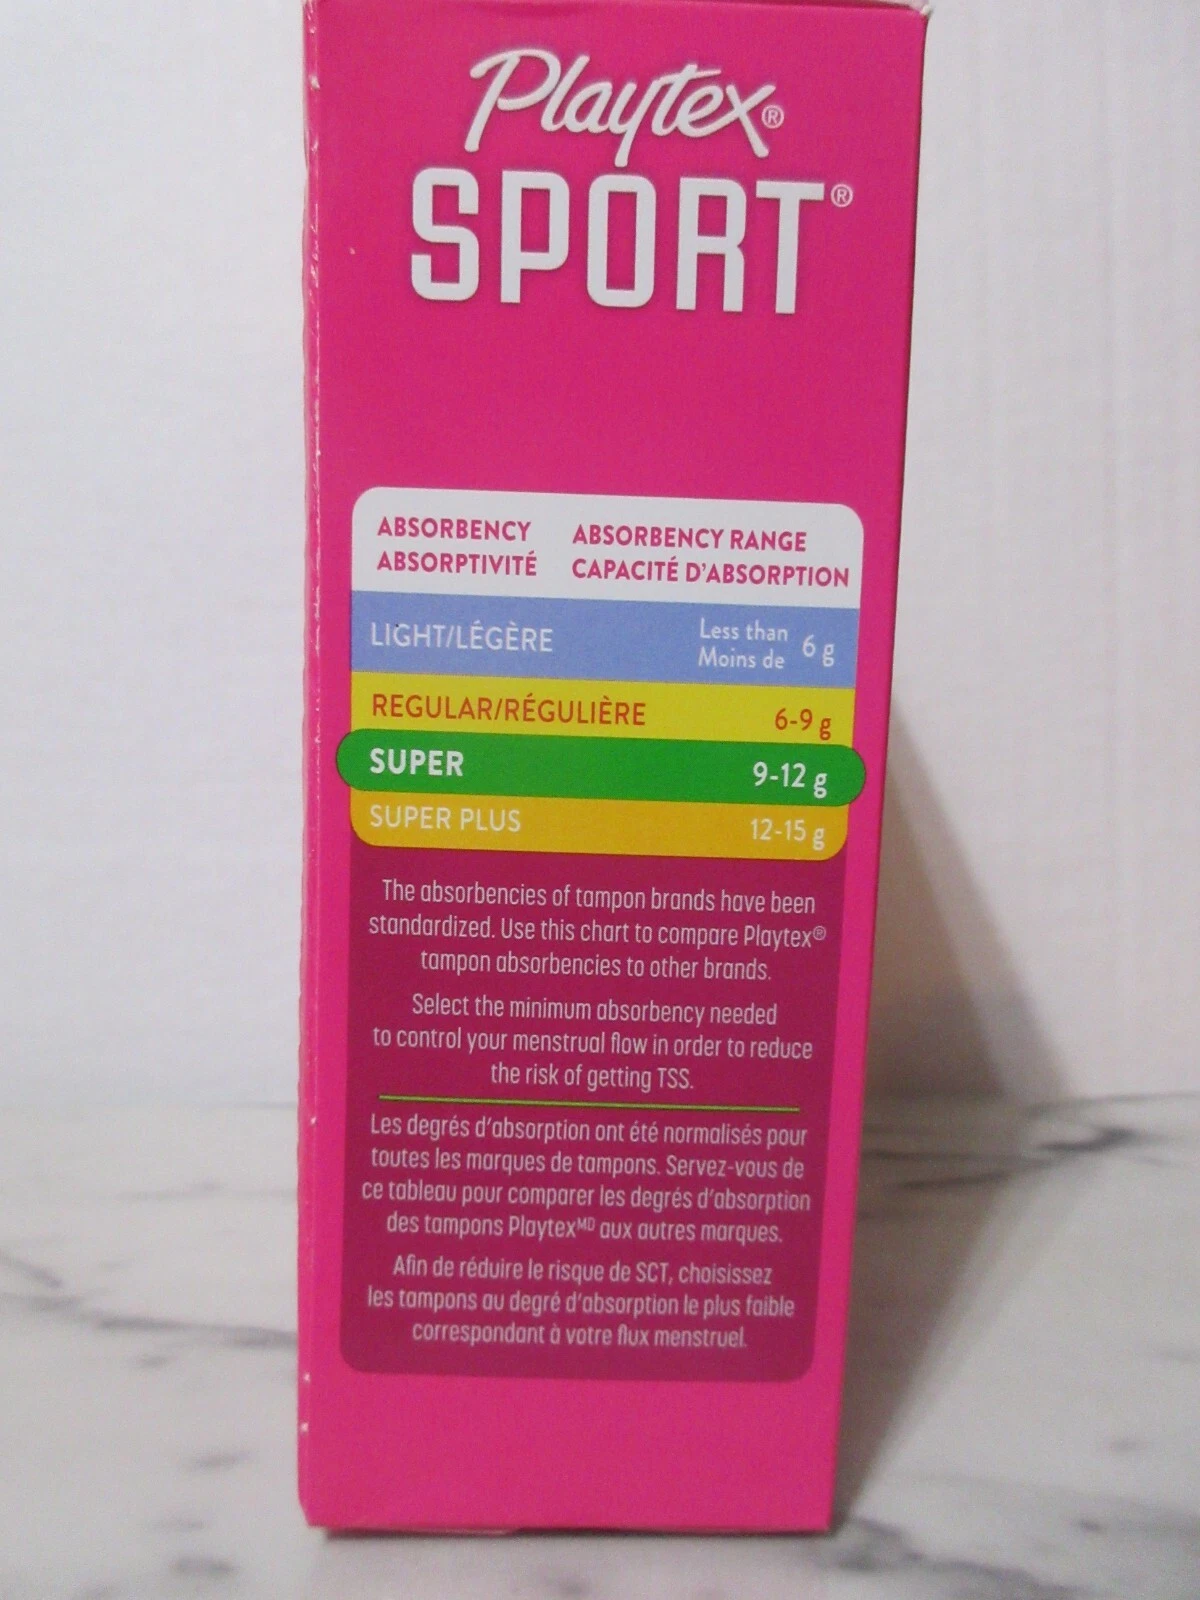 Playtex®
SPORT®
ABSORBENCY ABSORBENCY RANGE
ABSORPTIVITÉ CAPACITÉ D'ABSORPTION
LIGHT/LÉGÈRE Less than 6 g
Moins de
REGULAR/RÉGULIÈRE 6-9 g
SUPER 9-12 g
SUPER PLUS 12-15 g
The absorbencies of tampon brands have been
standardized. Use this chart to compare Playtex®
tampon absorbencies to other brands.
Select the minimum absorbency needed
to control your menstrual flow in order to reduce
the risk of getting TSS.
Les degrés d'absorption ont été normalisés pour
toutes les marques de tampons. Servez-vous de
ce tableau pour comparer les degrés d'absorption
des tampons Playtexᴹᴰ aux autres marques.
Afin de réduire le risque de SCT, choisissez
les tampons au degré d'absorption le plus faible
correspondant à votre flux menstruel.